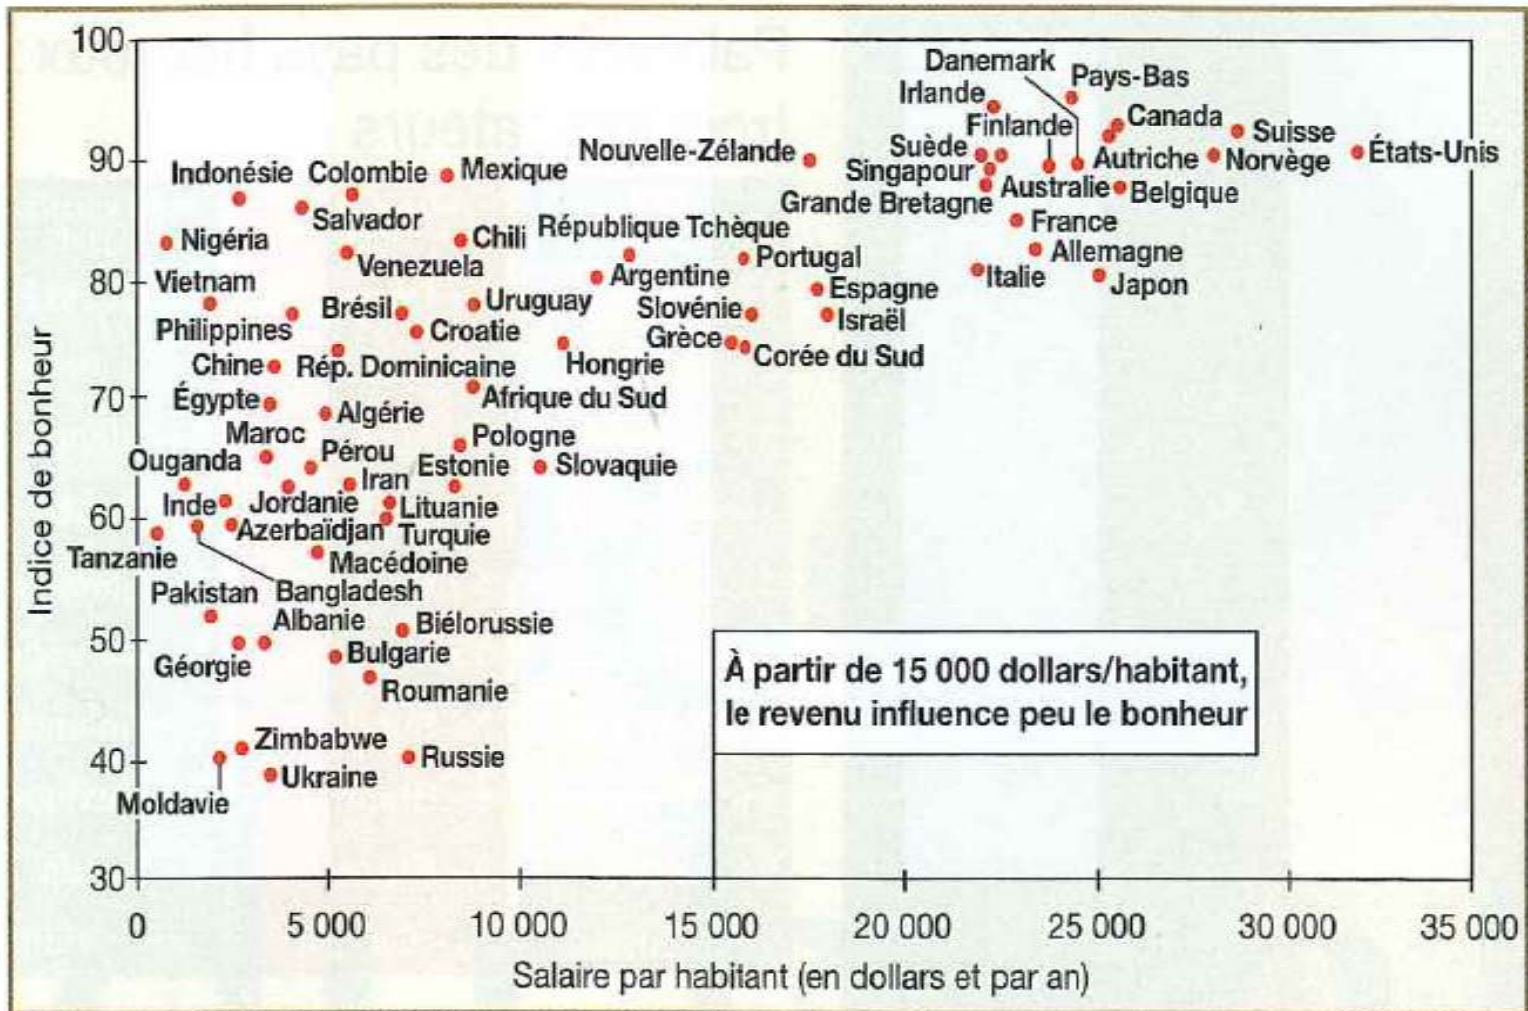 100
Danemark
Pays-Bas
Irlande
Canada
Finlande
Suisse
Nouvelle-Zélande
Suède
Autriche
Norvège
États-Unis
90
Indonésie
Colombie
Mexique
Singapour
Australie
Belgique
Grande Bretagne
Salvador
France
Nigéria
Chili
République Tchèque
Portugal
Allemagne
Venezuela
Vietnam
80
Argentine
Italie
Japon
Espagne
Brésil
Uruguay
Slovénie
Israël
Philippines
Croatie
Grèce
Corée du Sud
Chine
Rép. Dominicaine
Hongrie
70
Égypte
Afrique du Sud
Algérie
Maroc
Pologne
Pérou
Ouganda
Iran
Estonie
Slovaquie
Inde
Jordanie
Lituanie
60
Azerbaïdjan
Turquie
Tanzanie
Macédoine
Pakistan
Bangladesh
Albanie
Biélorussie
50
Géorgie
Bulgarie
Roumanie
À partir de 15 000 dollars/habitant,
le revenu influence peu le bonheur
Zimbabwe
40
Russie
Ukraine
Moldavie
30
0
5 000
10 000
15 000
20 000
25 000
30 000
35 000
Indice de bonheur
Salaire par habitant (en dollars et par an)